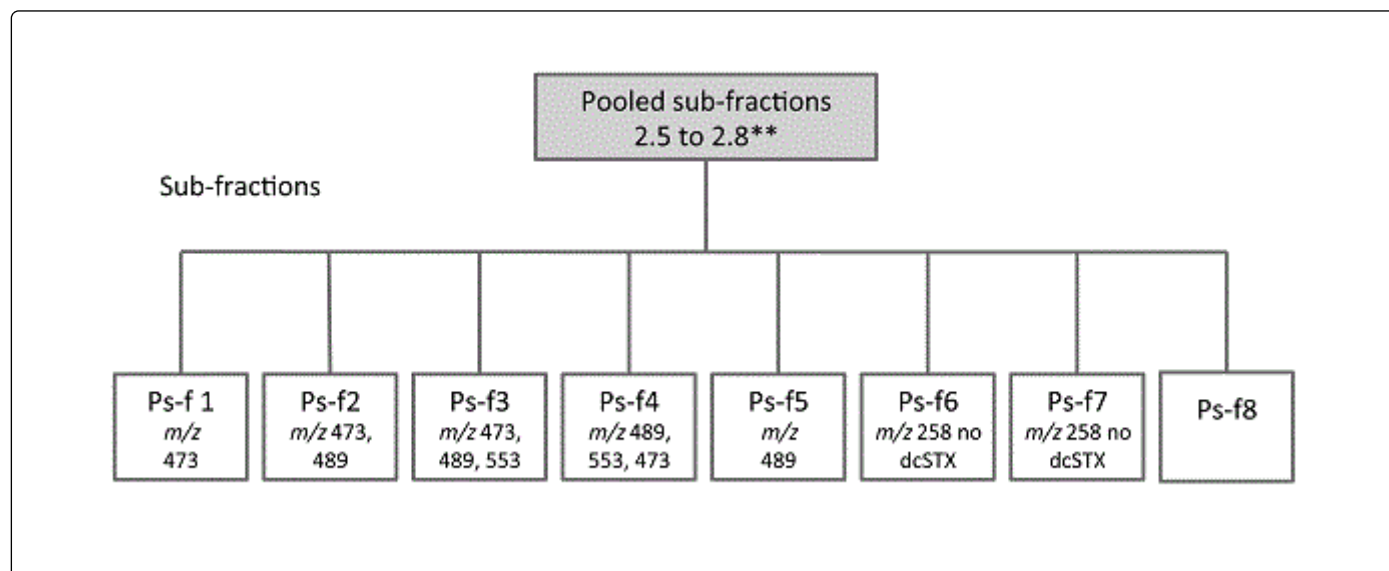 Pooled sub-fractions
2.5 to 2.8**
Sub-fractions
Ps-f 1
m/z
473
Ps-f2
m/z 473,
489
Ps-f3
m/z 473,
489, 553
Ps-f4
m/z 489,
553, 473
Ps-f5
m/z
489
Ps-f6
m/z 258 no
dcSTX
Ps-f7
m/z 258 no
dcSTX
Ps-f8